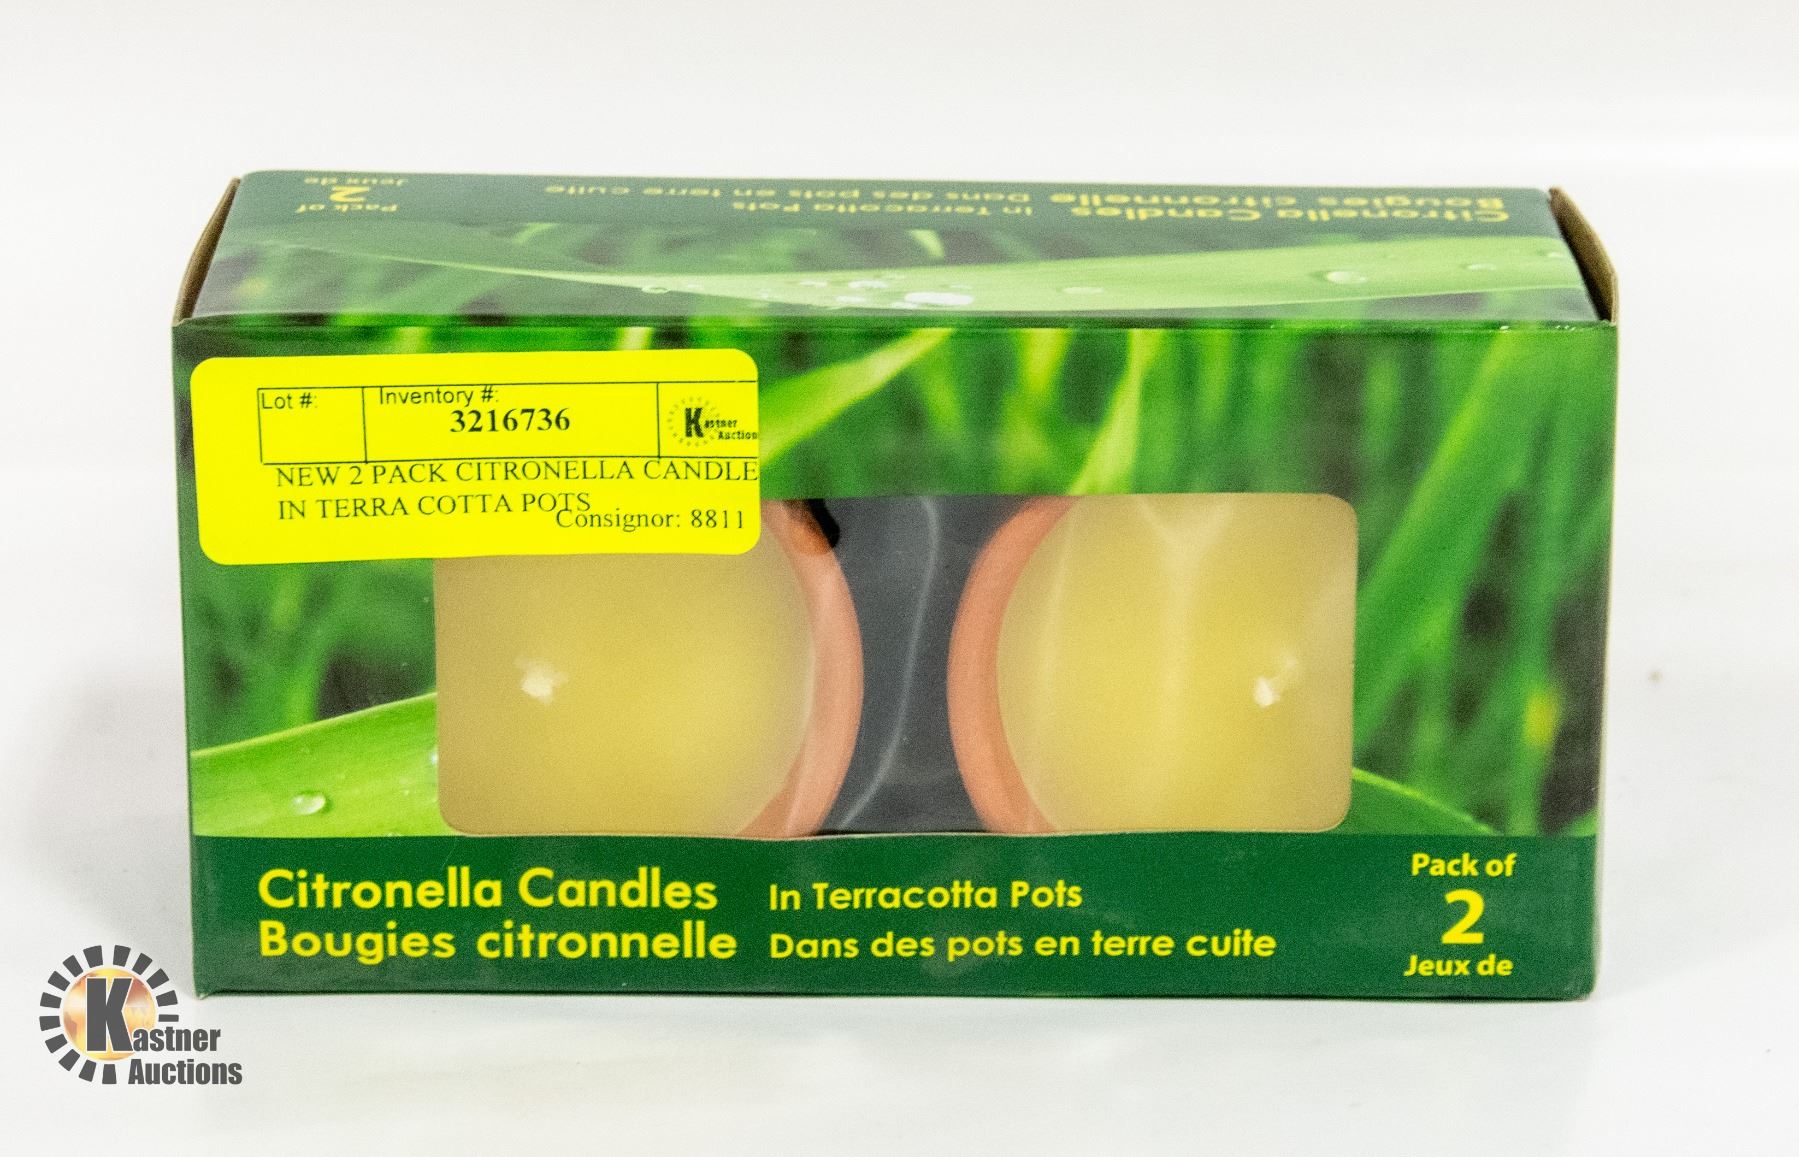 Pack of
2
Jeux de
in Terracotta Pots
Dans des pots en terre cuite
Citronella Candles
Bougies citronnelle
Lot #:
Inventory #:
3216736
Kastner
Auction
NEW 2 PACK CITRONELLA CANDLE
IN TERRA COTTA POTS
Consignor: 8811
Citronella Candles
Bougies citronnelle
In Terracotta Pots
Dans des pots en terre cuite
Pack of
2
Jeux de
Kastner
Auctions